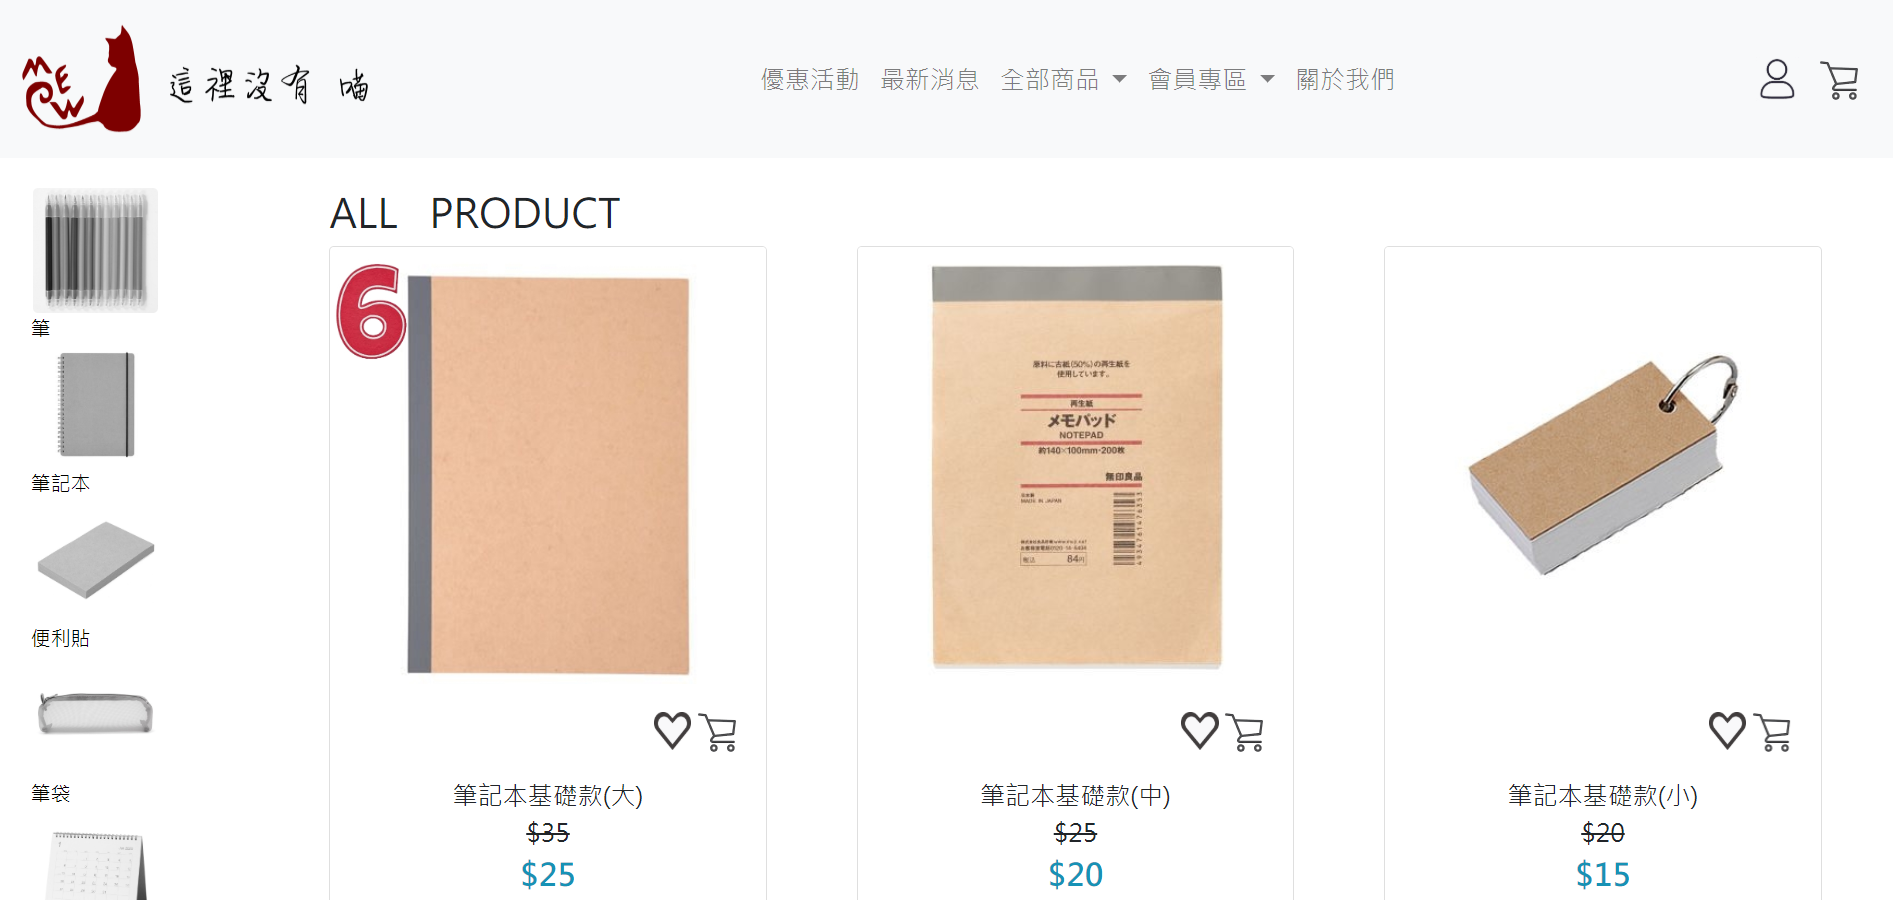 MEOW
這裡沒有 喵
優惠活動 最新消息 全部商品 會員專區 關於我們
筆
筆記本
便利貼
筆袋
ALL PRODUCT
6
原料に古紙(50%)の再生紙を
使用しています。
再生紙
メモパッド
NOTEPAD
約140×100mm・200枚
無印良品
日本製
MADE IN JAPAN
税込 84円
4934761476353
筆記本基礎款(大)
$35
$25
筆記本基礎款(中)
$25
$20
筆記本基礎款(小)
$20
$15